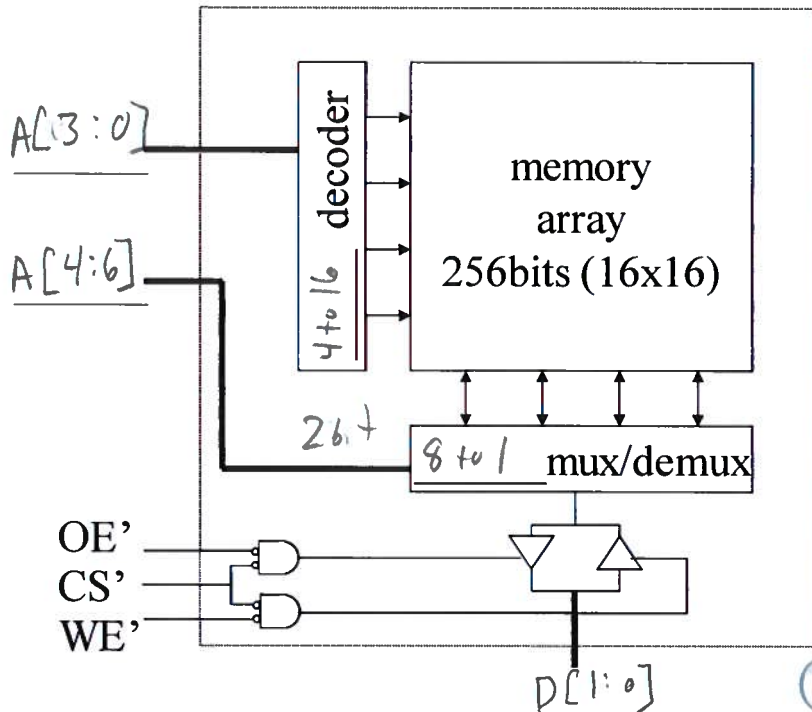 A[3:0]
A[4:6]
decoder
4 to 16
memory
array
256bits (16x16)
2bit
8 to 1 mux/demux
OE’
CS’
WE’
D[1:0]